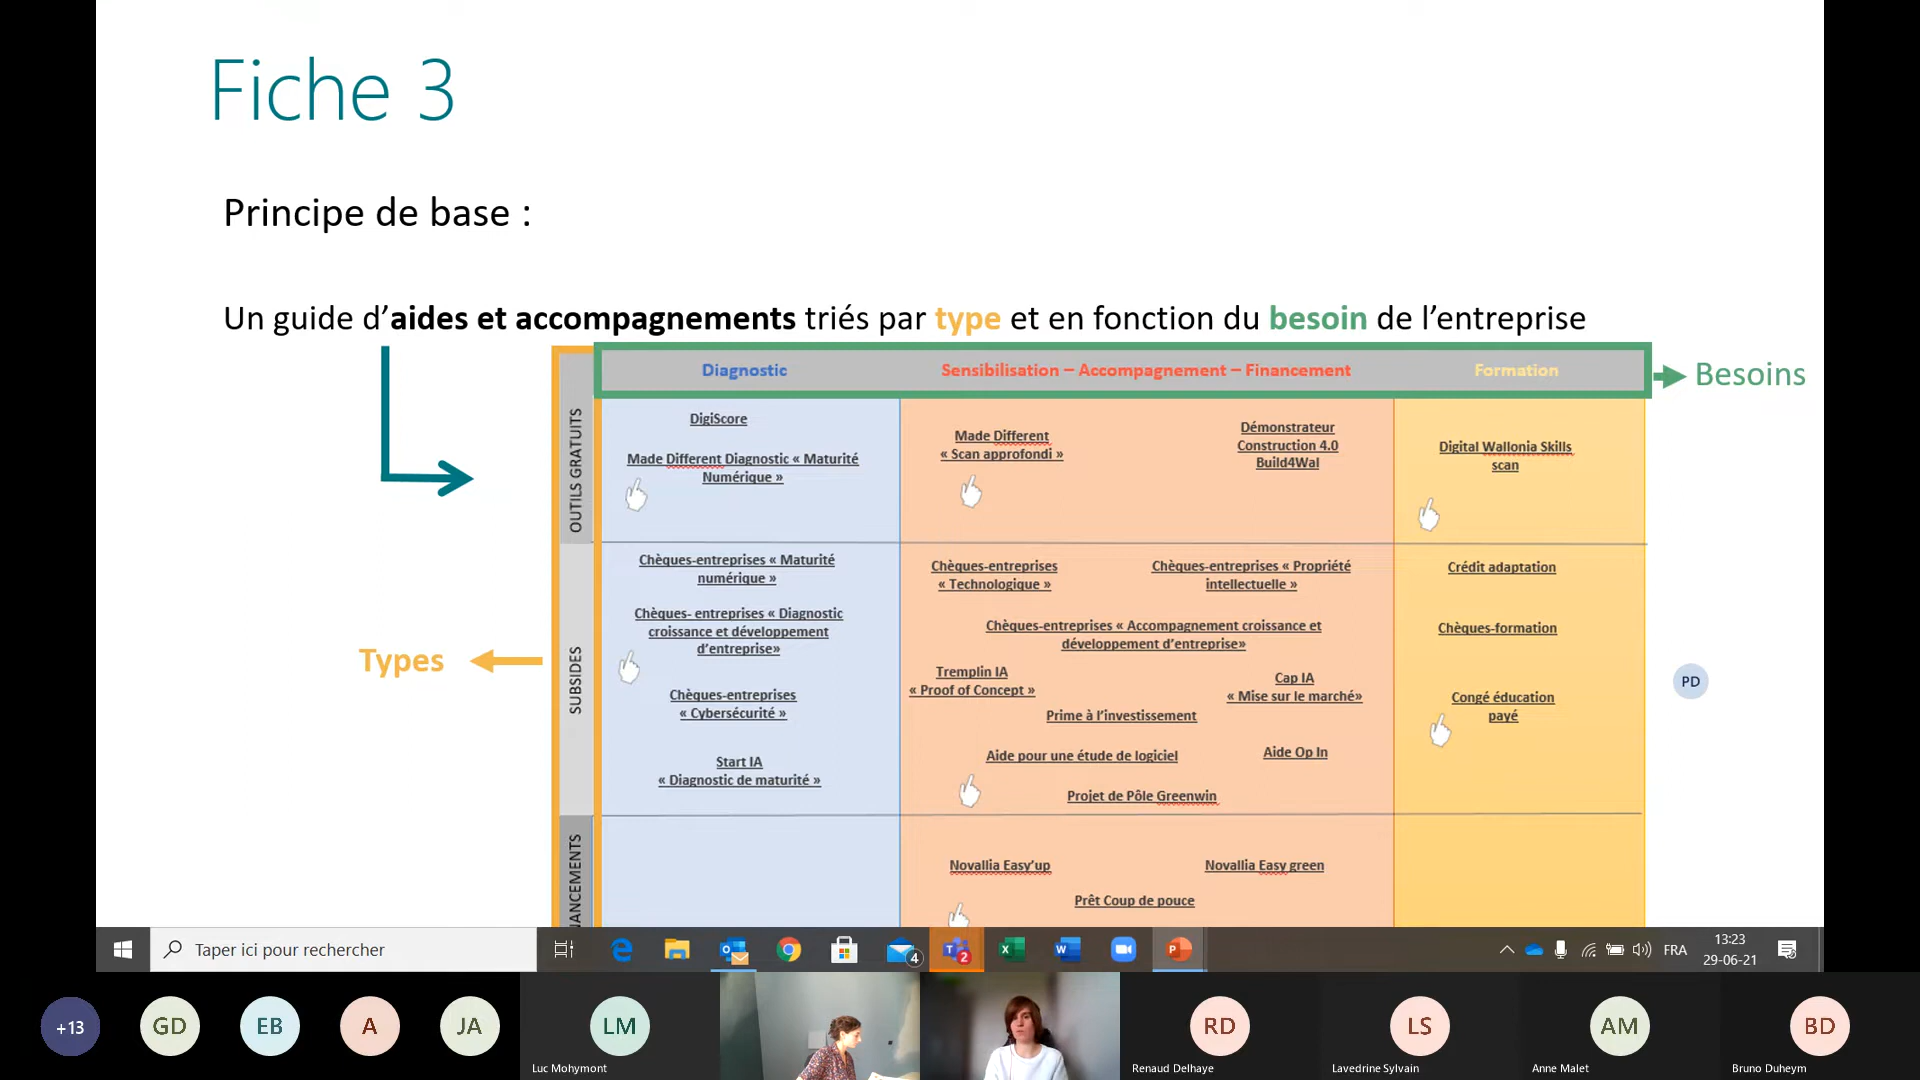 Fiche 3
Principe de base :
Un guide d’aides et accompagnements triés par type et en fonction du besoin de l’entreprise
Diagnostic
Sensibilisation – Accompagnement – Financement
Formation
Besoins
OUTILS GRATUITS
DigiScore
Made Different Diagnostic « Maturité
Numérique »
Made Different
« Scan approfondi »
Démonstrateur
Construction 4.0
Build4Wal
Digital Wallonia Skills
scan
Types
SUBSIDES
Chèques-entreprises « Maturité
numérique »
Chèques- entreprises « Diagnostic
croissance et développement
d’entreprise»
Chèques-entreprises
« Cybersécurité »
Start IA
« Diagnostic de maturité »
Chèques-entreprises
« Technologique »
Chèques-entreprises « Propriété
intellectuelle »
Chèques-entreprises « Accompagnement croissance et
développement d’entreprise»
Tremplin IA
« Proof of Concept »
Cap IA
« Mise sur le marché»
Prime à l’investissement
Aide pour une étude de logiciel
Aide Op In
Projet de Pôle Greenwin
Crédit adaptation
Chèques-formation
Congé éducation
payé
PD
NANCEMENTS
Novallia Easy’up
Novallia Easy green
Prêt Coup de pouce
Taper ici pour rechercher
4
2
FRA
13:23
29-06-21
+13
GD
EB
A
JA
LM
Luc Mohymont
RD
Renaud Delhaye
LS
Lavedrine Sylvain
AM
Anne Malet
BD
Bruno Duheym